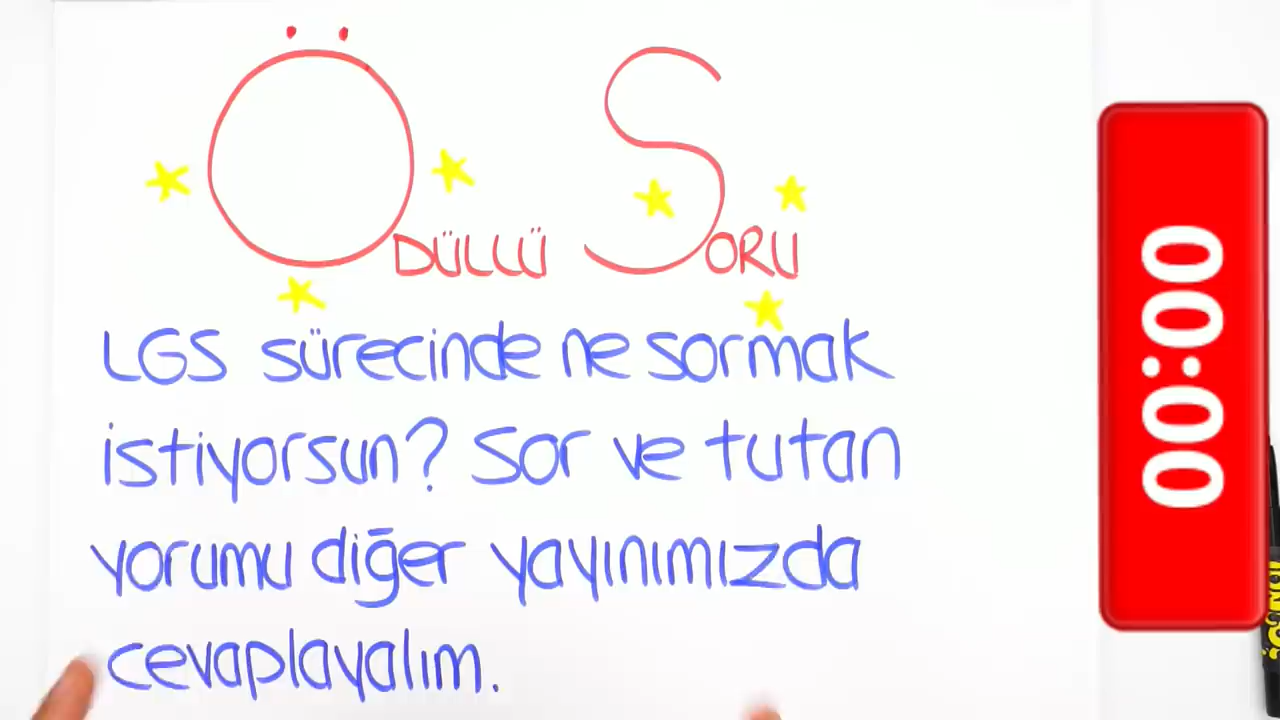 ÖDÜLLÜ SORU
LGS sürecinde ne sormak
istiyorsun? Sor ve tutan
yorumu diğer yayınımızda
cevaplayalım.
00:00